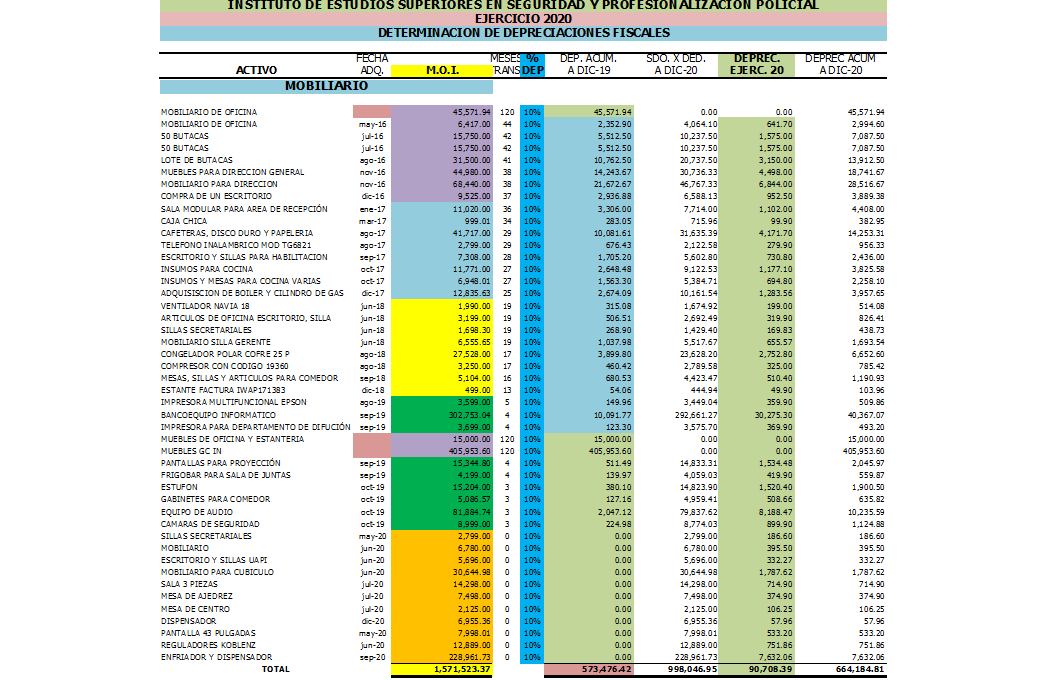 INSTITUTO DE ESTUDIOS SUPERIORES EN SEGURIDAD Y PROFESIONALIZACION POLICIAL
EJERCICIO 2020
DETERMINACION DE DEPRECIACIONES FISCALES
FECHA MESES % DEP. ACUM. SDO. X DED. DEPREC. DEPREC ACUM
ACTIVO ADQ. M.O.I. TRANS DEP A DIC-19 A DIC-20 EJERC. 20 A DIC-20
MOBILIARIO
MOBILIARIO DE OFICINA 45,571.94 120 10% 45,571.94 0.00 0.00 45,571.94
MOBILIARIO DE OFICINA may-16 6,417.00 44 10% 2,352.90 4,064.10 641.70 2,994.60
50 BUTACAS jul-16 15,750.00 42 10% 5,512.50 10,237.50 1,575.00 7,087.50
50 BUTACAS jul-16 15,750.00 42 10% 5,512.50 10,237.50 1,575.00 7,087.50
LOTE DE BUTACAS ago-16 31,500.00 41 10% 10,762.50 20,737.50 3,150.00 13,912.50
MUEBLES PARA DIRECCION GENERAL nov-16 44,980.00 38 10% 14,243.67 30,736.33 4,498.00 18,741.67
MOBILIARIO PARA DIRECCION nov-16 68,440.00 38 10% 21,672.67 46,767.33 6,844.00 28,516.67
COMPRA DE UN ESCRITORIO dic-16 9,525.00 37 10% 2,936.88 6,588.13 952.50 3,889.38
SALA MODULAR PARA AREA DE RECEPCIÓN ene-17 11,020.00 36 10% 3,306.00 7,714.00 1,102.00 4,408.00
CAJA CHICA mar-17 999.01 34 10% 283.05 715.96 99.90 382.95
CAFETERAS, DISCO DURO Y PAPELERIA ago-17 41,717.00 29 10% 10,081.61 31,635.39 4,171.70 14,253.31
TELEFONO INALAMBRICO MOD TG6821 ago-17 2,799.00 29 10% 676.43 2,122.58 279.90 956.33
ESCRITORIO Y SILLAS PARA HABILITACION sep-17 7,308.00 28 10% 1,705.20 5,602.80 730.80 2,436.00
INSUMOS PARA COCINA oct-17 11,771.00 27 10% 2,648.48 9,122.53 1,177.10 3,825.58
INSUMOS Y MESAS PARA COCINA VARIAS oct-17 6,948.01 27 10% 1,563.30 5,384.71 694.80 2,258.10
ADQUISISCION DE BOILER Y CILINDRO DE GAS dic-17 12,835.63 25 10% 2,674.09 10,161.54 1,283.56 3,957.65
VENTILADOR NAVIA 18 jun-18 1,990.00 19 10% 315.08 1,674.92 199.00 514.08
ARTICULOS DE OFICINA ESCRITORIO, SILLA jun-18 3,199.00 19 10% 506.51 2,692.49 319.90 826.41
SILLAS SECRETARIALES jun-18 1,698.30 19 10% 268.90 1,429.40 169.83 438.73
MOBILIARIO SILLA GERENTE jun-18 6,555.65 19 10% 1,037.98 5,517.67 655.57 1,693.54
CONGELADOR POLAR COFRE 25 P ago-18 27,528.00 17 10% 3,899.80 23,628.20 2,752.80 6,652.60
COMPRESOR CON CODIGO 19360 ago-18 3,250.00 17 10% 460.42 2,789.58 325.00 785.42
MESAS, SILLAS Y ARTICULOS PARA COMEDOR sep-18 5,104.00 16 10% 680.53 4,423.47 510.40 1,190.93
ESTANTE FACTURA IWAP171383 dic-18 499.00 13 10% 54.06 444.94 49.90 103.96
IMPRESORA MULTIFUNCIONAL EPSON ago-19 3,599.00 5 10% 149.96 3,449.04 359.90 509.86
BANCOEQUIPO INFORMATICO sep-19 302,753.04 4 10% 10,091.77 292,661.27 30,275.30 40,367.07
IMPRESORA PARA DEPARTAMENTO DE DIFUCIÓN sep-19 3,699.00 4 10% 123.30 3,575.70 369.90 493.20
MUEBLES DE OFICINA Y ESTANTERIA 15,000.00 120 10% 15,000.00 0.00 0.00 15,000.00
MUEBLES GC IN 405,953.60 120 10% 405,953.60 0.00 0.00 405,953.60
PANTALLAS PARA PROYECCIÓN sep-19 15,344.80 4 10% 511.49 14,833.31 1,534.48 2,045.97
FRIGOBAR PARA SALA DE JUNTAS sep-19 4,199.00 4 10% 139.97 4,059.03 419.90 559.87
ESTUFON oct-19 15,204.00 3 10% 380.10 14,823.90 1,520.40 1,900.50
GABINETES PARA COMEDOR oct-19 5,086.57 3 10% 127.16 4,959.41 508.66 635.82
EQUIPO DE AUDIO oct-19 81,884.74 3 10% 2,047.12 79,837.62 8,188.47 10,235.59
CAMARAS DE SEGURIDAD oct-19 8,999.00 3 10% 224.98 8,774.03 899.90 1,124.88
SILLAS SECRETARIALES may-20 2,799.00 0 10% 0.00 2,799.00 186.60 186.60
MOBILIARIO jun-20 6,780.00 0 10% 0.00 6,780.00 395.50 395.50
ESCRITORIO Y SILLAS UAPI jun-20 5,696.00 0 10% 0.00 5,696.00 332.27 332.27
MOBILIARIO PARA CUBICULO jun-20 30,644.98 0 10% 0.00 30,644.98 1,787.62 1,787.62
SALA 3 PIEZAS jul-20 14,298.00 0 10% 0.00 14,298.00 714.90 714.90
MESA DE AJEDREZ jul-20 7,498.00 0 10% 0.00 7,498.00 374.90 374.90
MESA DE CENTRO jul-20 2,125.00 0 10% 0.00 2,125.00 106.25 106.25
DISPENSADOR dic-20 6,955.36 0 10% 0.00 6,955.36 57.96 57.96
PANTALLA 43 PULGADAS may-20 7,998.01 0 10% 0.00 7,998.01 533.20 533.20
REGULADORES KOBLENZ jun-20 12,889.00 0 10% 0.00 12,889.00 751.86 751.86
ENFRIADOR Y DISPENSADOR sep-20 228,961.73 0 10% 0.00 228,961.73 7,632.06 7,632.06
TOTAL 1,571,523.37 573,476.42 998,046.95 90,708.39 664,184.81